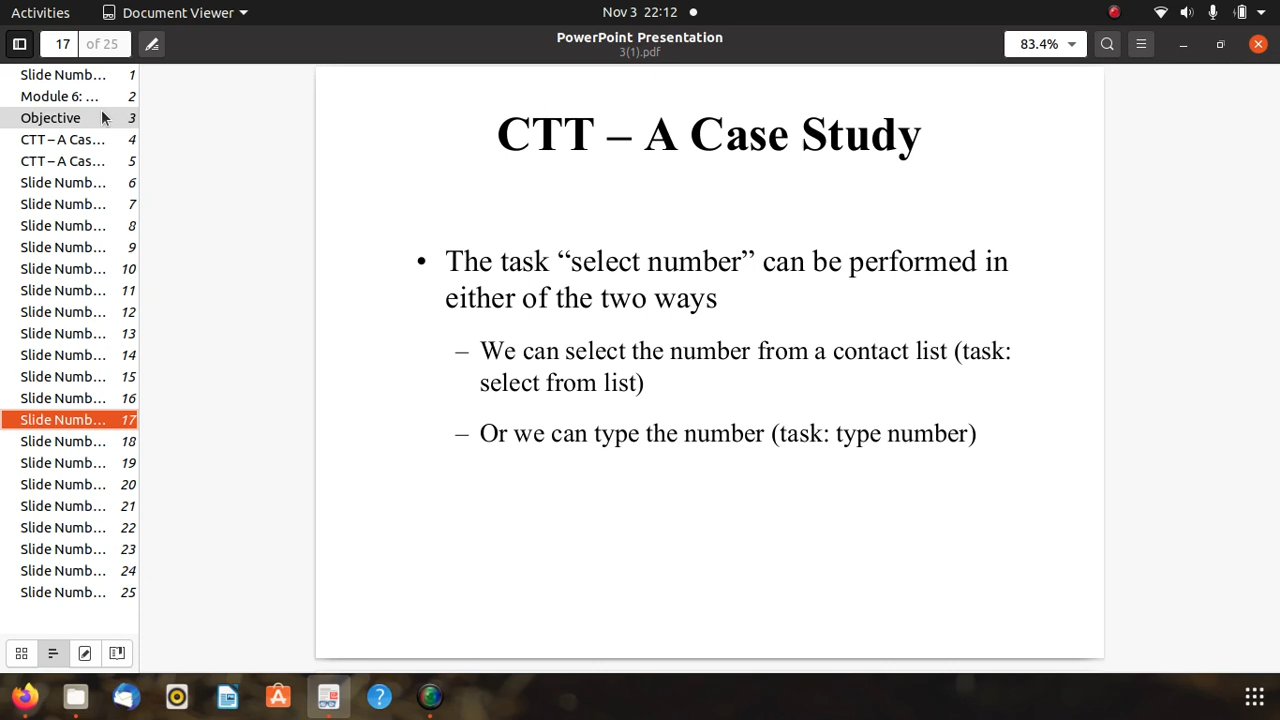 Activities
Document Viewer
Nov 3 22:12
17
of 25
PowerPoint Presentation
3(1).pdf
83.4%
Slide Numb... 1
Module 6: ... 2
Objective 3
CTT – A Cas... 4
CTT – A Cas... 5
Slide Numb... 6
Slide Numb... 7
Slide Numb... 8
Slide Numb... 9
Slide Numb... 10
Slide Numb... 11
Slide Numb... 12
Slide Numb... 13
Slide Numb... 14
Slide Numb... 15
Slide Numb... 16
Slide Numb... 17
Slide Numb... 18
Slide Numb... 19
Slide Numb... 20
Slide Numb... 21
Slide Numb... 22
Slide Numb... 23
Slide Numb... 24
Slide Numb... 25
CTT – A Case Study
• The task “select number” can be performed in
either of the two ways
– We can select the number from a contact list (task:
select from list)
– Or we can type the number (task: type number)